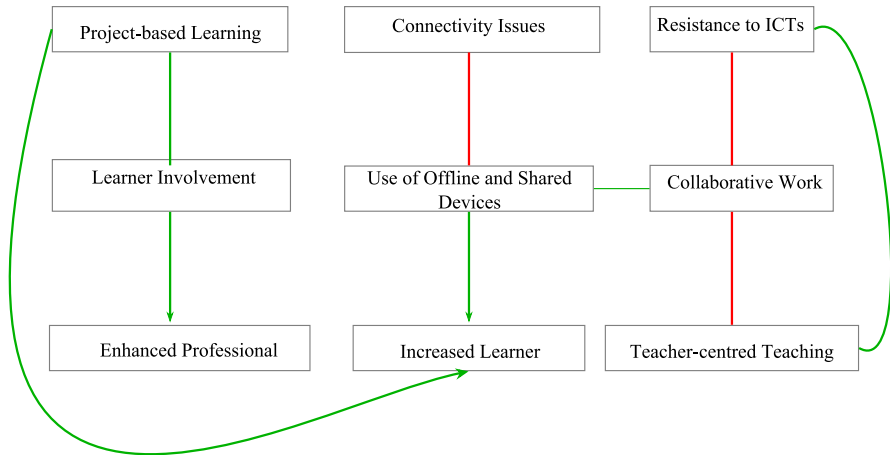 Project-based Learning
Connectivity Issues
Resistance to ICTs
Learner Involvement
Use of Offline and Shared
Devices
Collaborative Work
Enhanced Professional
Increased Learner
Teacher-centred Teaching